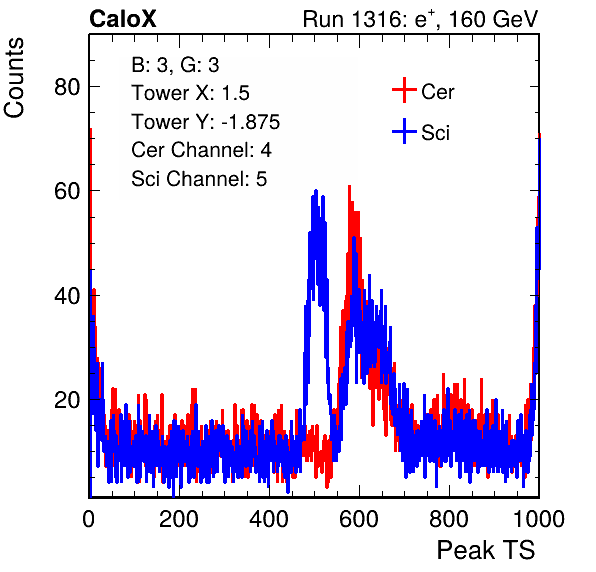 CaloX Run 1316: e+, 160 GeV
Counts
B: 3, G: 3
Tower X: 1.5
Tower Y: -1.875
Cer Channel: 4
Sci Channel: 5
Cer
Sci
80
60
40
20
0 200 400 600 800 1000
Peak TS